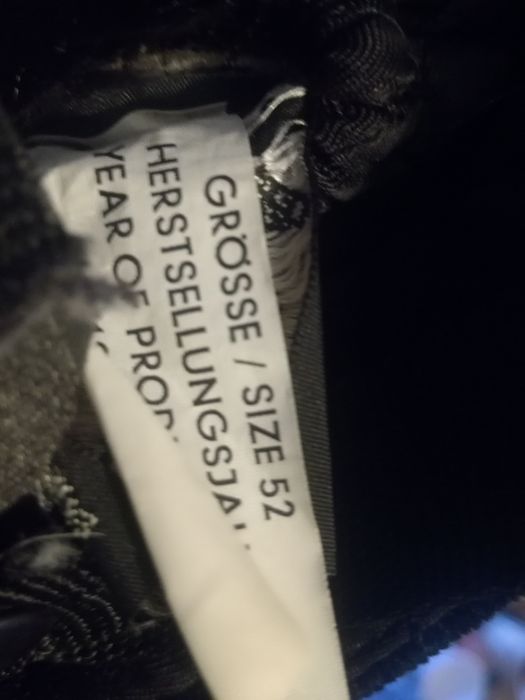 GRÖSSE / SIZE 52
HERSTSELLUNGSJA
YEAR OF PROD